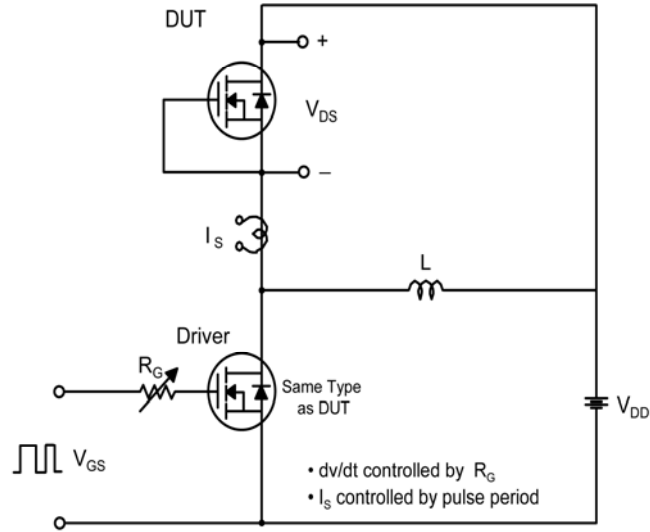 DUT
+
V_DS
–
I_S
L
Driver
R_G
Same Type
as DUT
V_DD
V_GS
• dv/dt controlled by R_G
• I_S controlled by pulse period